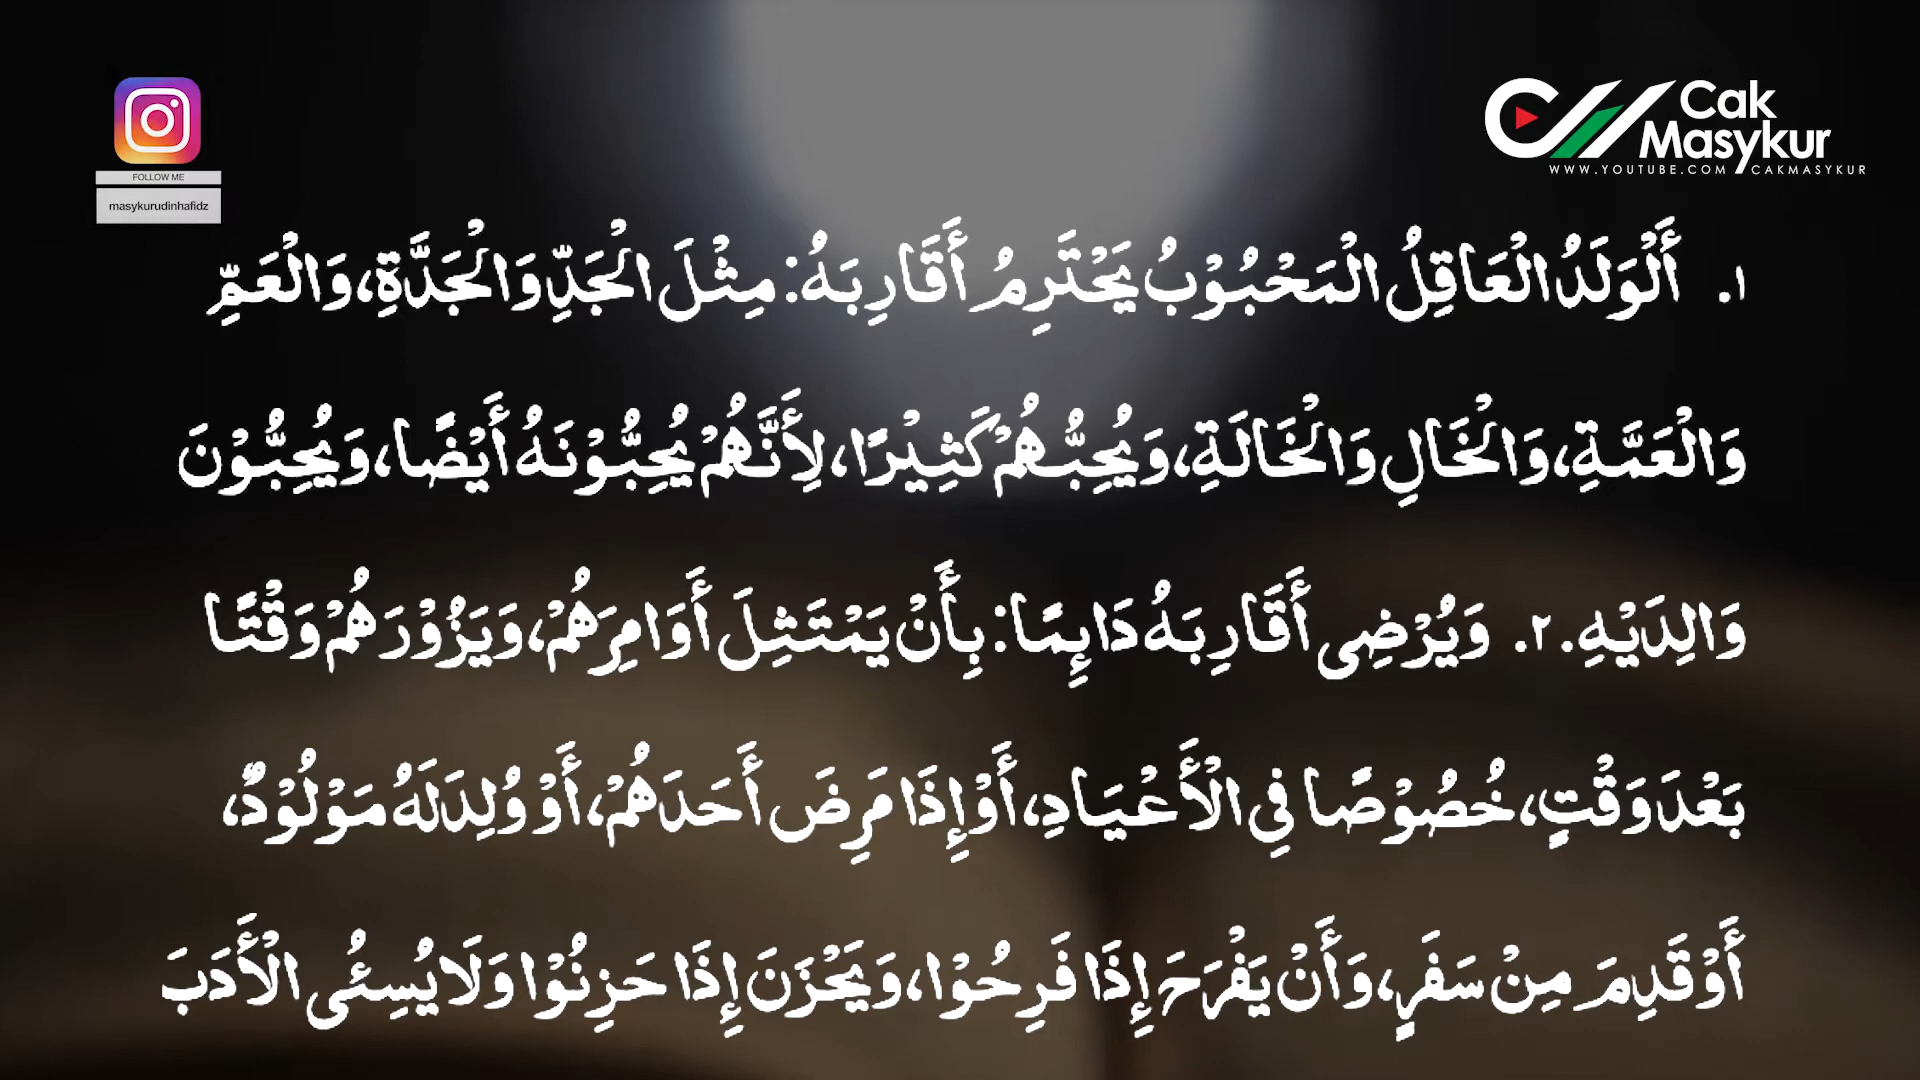 Cak
Masykur
WWW.YOUTUBE.COM / CAKMASYKUR
FOLLOW ME
masykurudinhafidz
١. أَلْوَلَدُ الْعَاقِلُ الْمَحْبُوْبُ يَحْتَرِمُ أَقَارِبَهُ: مِثْلَ الْجَدِّ وَالْجَدَّةِ، وَالْعَمِّ
وَالْعَمَّةِ، وَالْخَالِ وَالْخَالَةِ، وَيُحِبُّهُمْ كَثِيْرًا، لِأَنَّهُمْ يُحِبُّوْنَهُ أَيْضًا، وَيُحِبُّوْنَ
وَالِدَيْهِ. ٢. وَيُرْضِى أَقَارِبَهُ دَائِمًا: بِأَنْ يَمْتَثِلَ أَوَامِرَهُمْ، وَيَزُوْرَهُمْ وَقْتًا
بَعْدَ وَقْتٍ، خُصُوْصًا فِي الْأَعْيَادِ، أَوْ إِذَا مَرِضَ أَحَدَهُمْ، أَوْ وُلِدَ لَهُ مَوْلُوْدٌ،
أَوْ قَدِمَ مِنْ سَفَرٍ، وَأَنْ يَفْرَحَ إِذَا فَرِحُوْا، وَيَحْزَنَ إِذَا حَزِنُوْا وَلَا يُسِئُى الْأَدَبَ